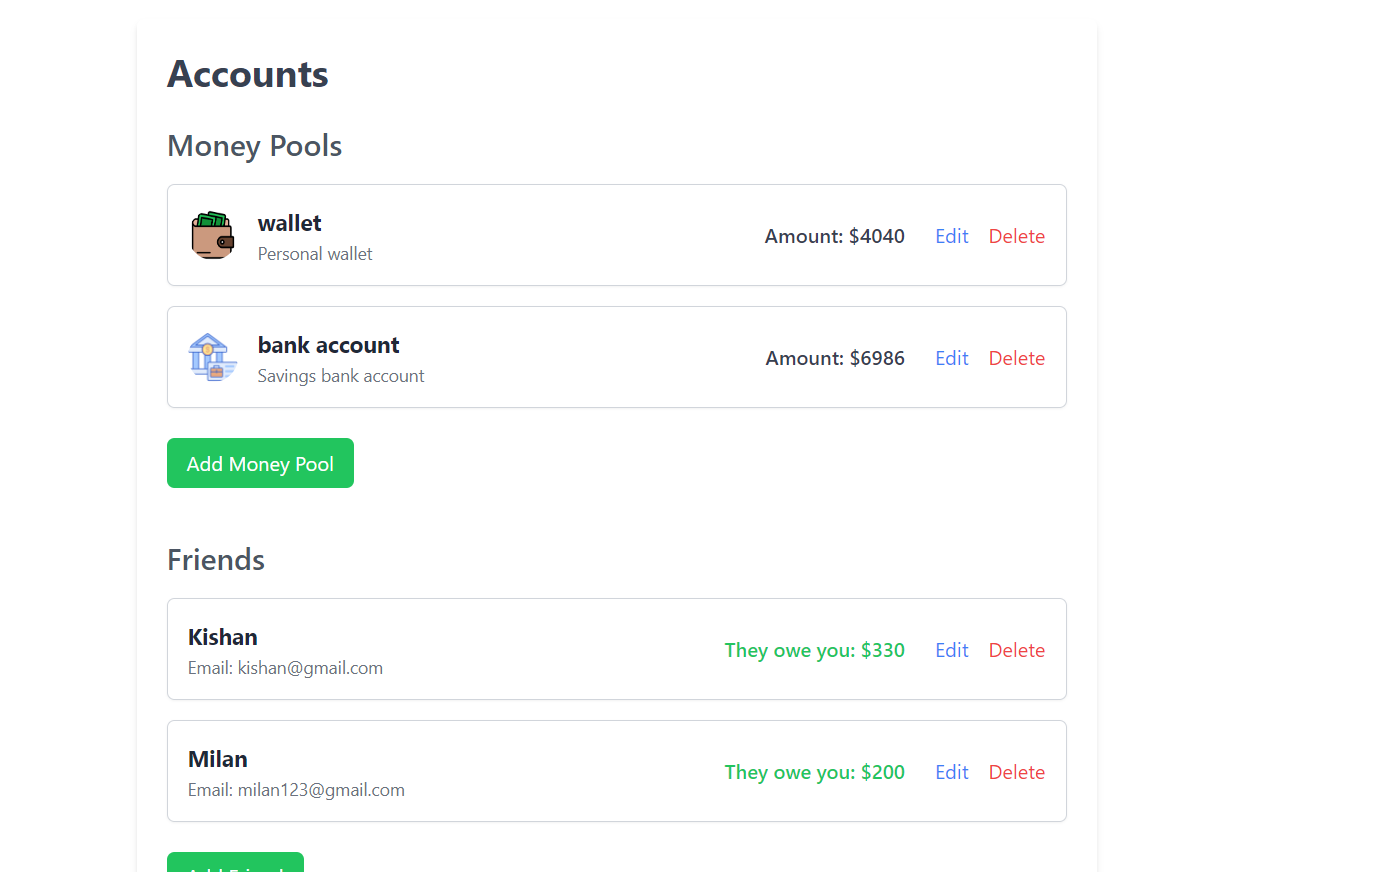 Accounts
Money Pools
wallet
Personal wallet
Amount: $4040 Edit Delete
bank account
Savings bank account
Amount: $6986 Edit Delete
Add Money Pool
Friends
Kishan
Email: kishan@gmail.com
They owe you: $330 Edit Delete
Milan
Email: milan123@gmail.com
They owe you: $200 Edit Delete
Add Friend